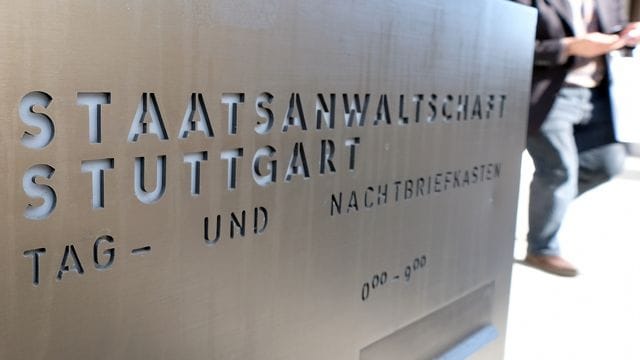 STAATSANWALTSCHAFT
STUTTGART
TAG– UND NACHTBRIEFKASTEN
0⁰⁰–9⁰⁰